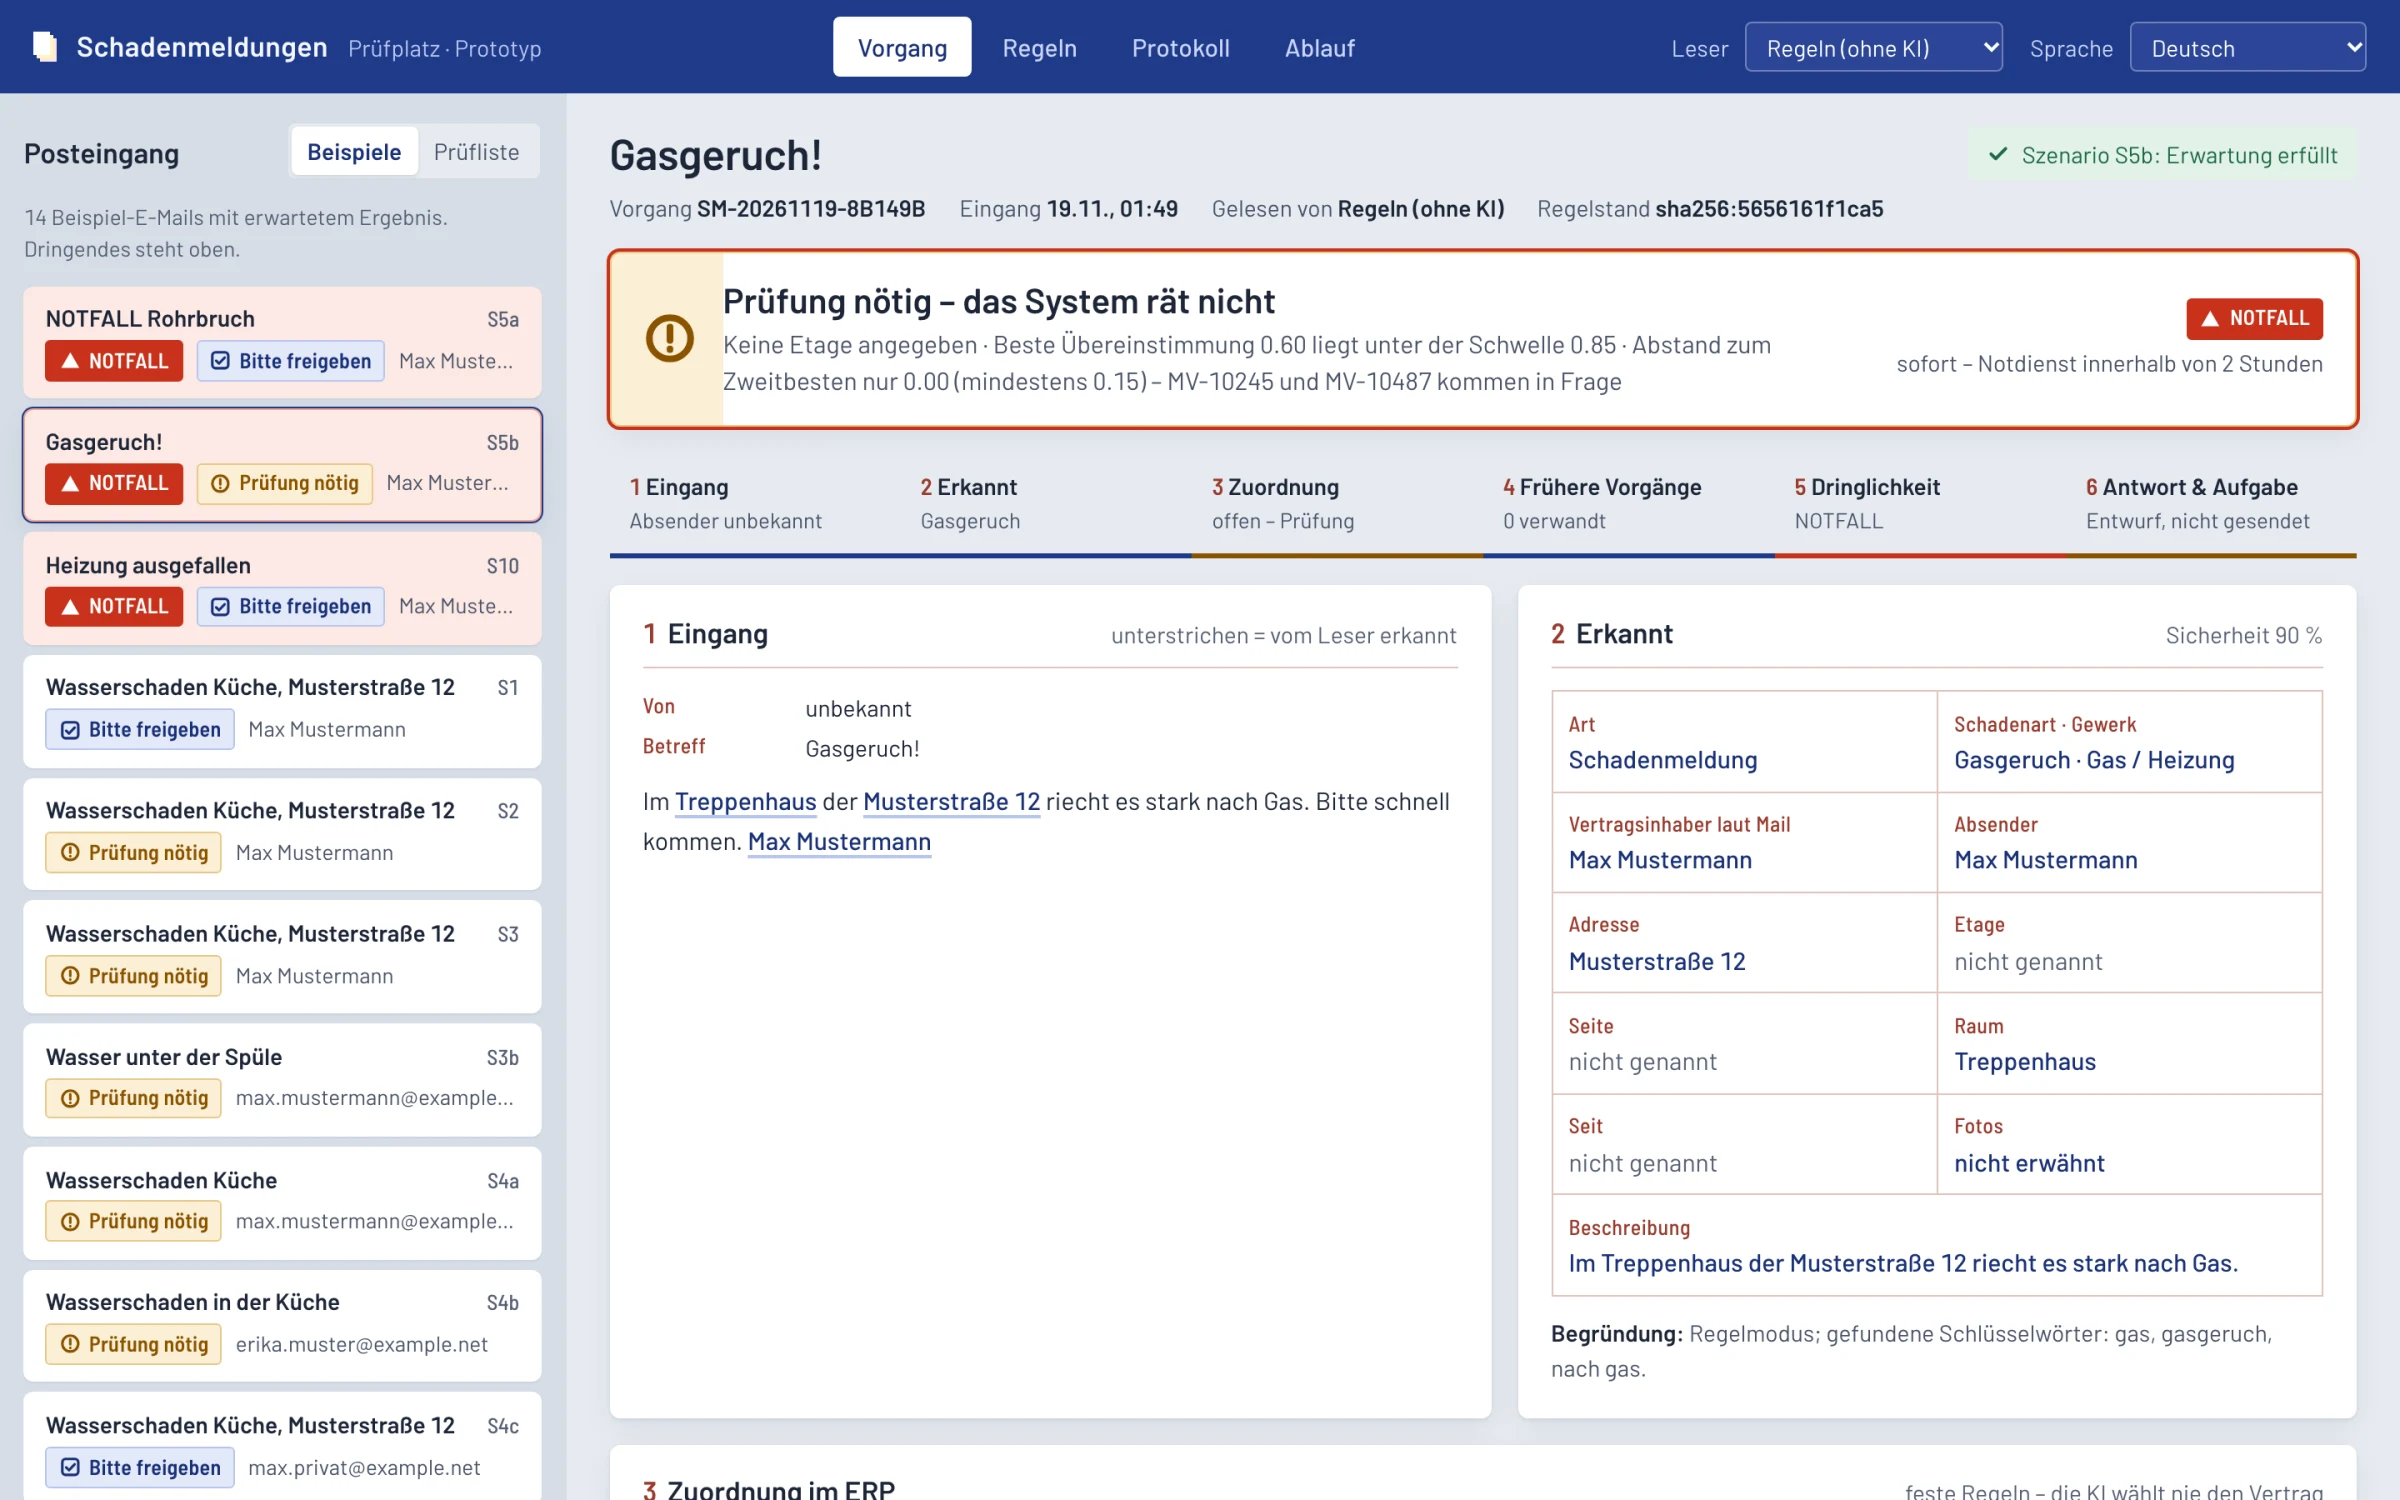 Schadenmeldungen Prüfplatz · Prototyp Vorgang Regeln Protokoll Ablauf Leser Regeln (ohne KI) Sprache Deutsch
Posteingang Beispiele Prüfliste
14 Beispiel-E-Mails mit erwartetem Ergebnis.
Dringendes steht oben.
NOTFALL Rohrbruch S5a
NOTFALL Bitte freigeben Max Muste...
Gasgeruch! S5b
NOTFALL Prüfung nötig Max Muster...
Heizung ausgefallen S10
NOTFALL Bitte freigeben Max Muste...
Wasserschaden Küche, Musterstraße 12 S1
Bitte freigeben Max Mustermann
Wasserschaden Küche, Musterstraße 12 S2
Prüfung nötig Max Mustermann
Wasserschaden Küche, Musterstraße 12 S3
Prüfung nötig Max Mustermann
Wasser unter der Spüle S3b
Prüfung nötig max.mustermann@example...
Wasserschaden Küche S4a
Prüfung nötig max.mustermann@example...
Wasserschaden in der Küche S4b
Prüfung nötig erika.muster@example.net
Wasserschaden Küche, Musterstraße 12 S4c
Bitte freigeben max.privat@example.net
Gasgeruch! Szenario S5b: Erwartung erfüllt
Vorgang SM-20261119-8B149B Eingang 19.11., 01:49 Gelesen von Regeln (ohne KI) Regelstand sha256:5656161f1ca5
Prüfung nötig – das System rät nicht
Keine Etage angegeben · Beste Übereinstimmung 0.60 liegt unter der Schwelle 0.85 · Abstand zum
Zweitbesten nur 0.00 (mindestens 0.15) – MV-10245 und MV-10487 kommen in Frage
NOTFALL
sofort – Notdienst innerhalb von 2 Stunden
1 Eingang 2 Erkannt 3 Zuordnung 4 Frühere Vorgänge 5 Dringlichkeit 6 Antwort & Aufgabe
Absender unbekannt Gasgeruch offen – Prüfung 0 verwandt NOTFALL Entwurf, nicht gesendet
1 Eingang unterstrichen = vom Leser erkannt
Von unbekannt
Betreff Gasgeruch!
Im Treppenhaus der Musterstraße 12 riecht es stark nach Gas. Bitte schnell
kommen. Max Mustermann
2 Erkannt Sicherheit 90 %
Art Schadenart · Gewerk
Schadenmeldung Gasgeruch · Gas / Heizung
Vertragsinhaber laut Mail Absender
Max Mustermann Max Mustermann
Adresse Etage
Musterstraße 12 nicht genannt
Seite Raum
nicht genannt Treppenhaus
Seit Fotos
nicht genannt nicht erwähnt
Beschreibung
Im Treppenhaus der Musterstraße 12 riecht es stark nach Gas.
Begründung: Regelmodus; gefundene Schlüsselwörter: gas, gasgeruch,
nach gas.
3 Zuordnung im ERP feste Regeln – die KI wählt nie den Vertrag